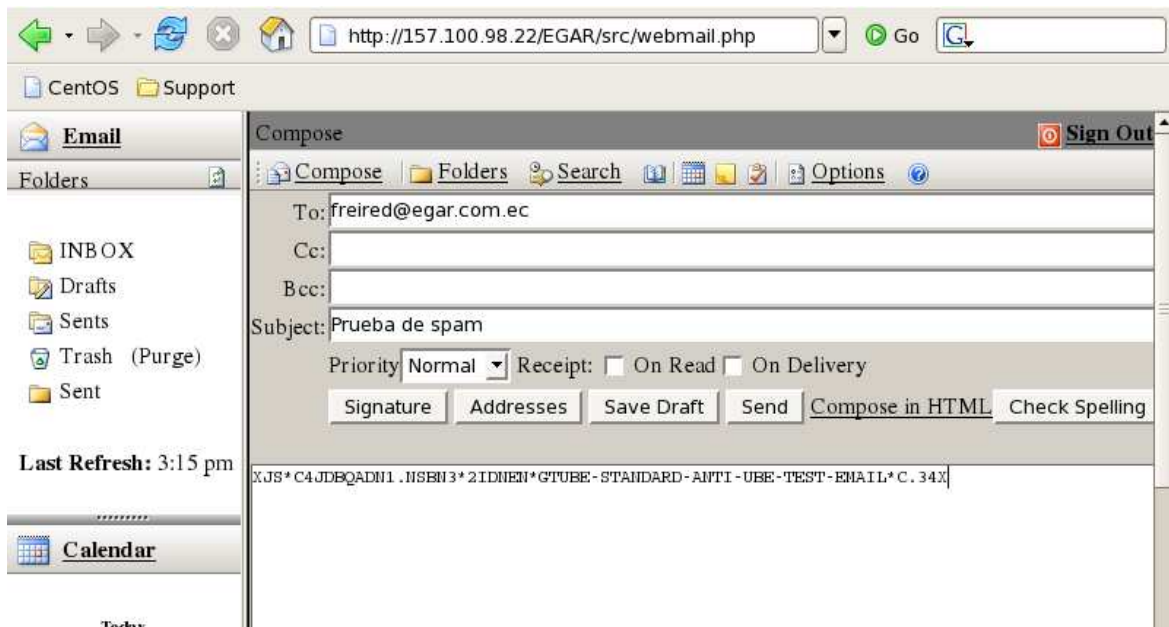 http://157.100.98.22/EGAR/src/webmail.php Go G
CentOS Support
Email
Folders
INBOX
Drafts
Sents
Trash (Purge)
Sent
Last Refresh: 3:15 pm
Calendar
Today
Compose Sign Out
Compose Folders Search Options
To: freired@egar.com.ec
Cc:
Bcc:
Subject: Prueba de spam
Priority Normal Receipt: On Read On Delivery
Signature Addresses Save Draft Send Compose in HTML Check Spelling
XJS*C4JDBQADN1.NSBN3*2IDNEN*GTUBE-STANDARD-ANTI-UBE-TEST-EMAIL*C.34X